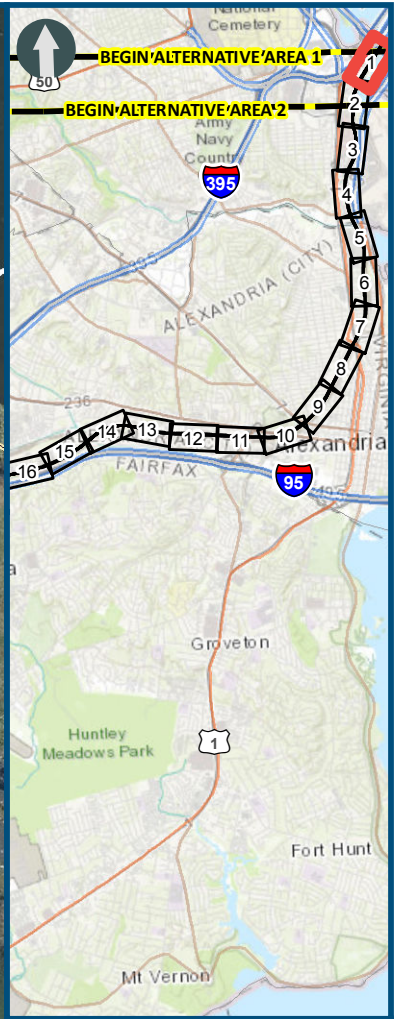 National
Cemetery
BEGIN ALTERNATIVE AREA 1
1
50
2
BEGIN ALTERNATIVE AREA 2
Army
Navy
Country
3
395
4
5
ALEXANDRIA (CITY)
395
6
7
VIRGINIA
8
236
9
13
14
12
11
10
Alexandria
15
16
FAIRFAX
95
495
a
Groveton
1
Huntley
Meadows Park
Fort Hunt
Mt Vernon